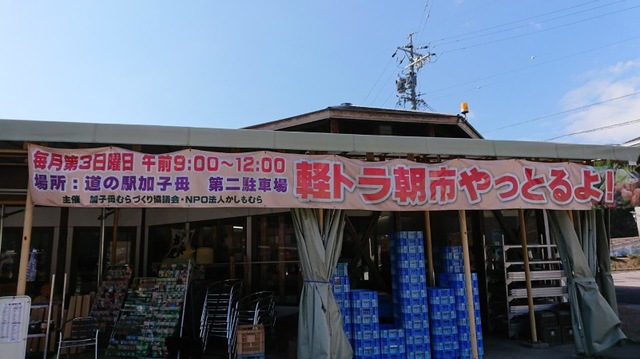 毎月第3日曜日 午前9:00〜12:00
場所：道の駅加子母 第二駐車場
主催 加子母むらづくり協議会・NPO法人かしもむら
軽トラ朝市やっとるよ！